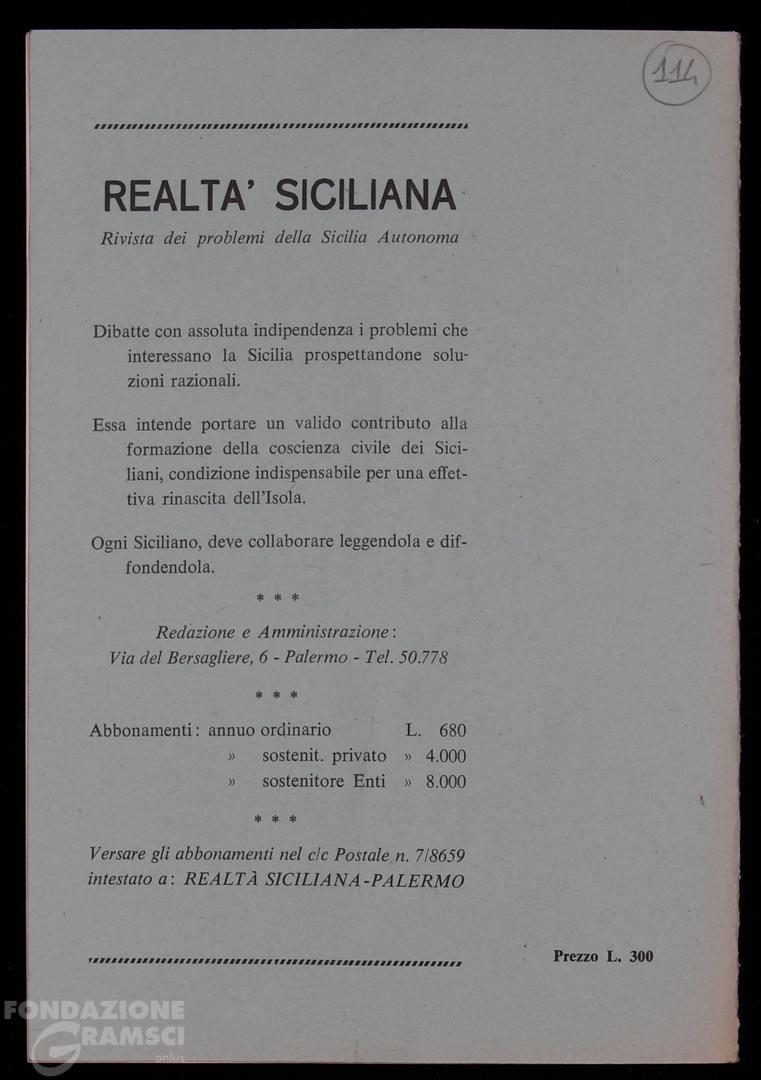 114
REALTA' SICILIANA
Rivista dei problemi della Sicilia Autonoma
Dibatte con assoluta indipendenza i problemi che
interessano la Sicilia prospettandone solu-
zioni razionali.
Essa intende portare un valido contributo alla
formazione della coscienza civile dei Sici-
liani, condizione indispensabile per una effet-
tiva rinascita dell'Isola.
Ogni Siciliano, deve collaborare leggendola e dif-
fondendola.
* * *
Redazione e Amministrazione:
Via del Bersagliere, 6 - Palermo - Tel. 50.778
* * *
Abbonamenti: annuo ordinario L. 680
» sostenit. privato » 4.000
» sostenitore Enti » 8.000
* * *
Versare gli abbonamenti nel c/c Postale n. 7/8659
intestato a: REALTÀ SICILIANA-PALERMO
Prezzo L. 300
FONDAZIONE
GRAMSCI
onlus